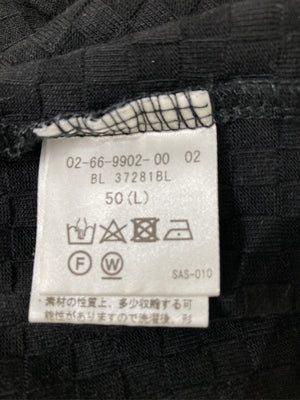 02-66-9902-00 02
BL 37281BL
50(L)
F W
SAS-010
・素材の性質上、多少収縮する可
能性がありますので洗濯後、形